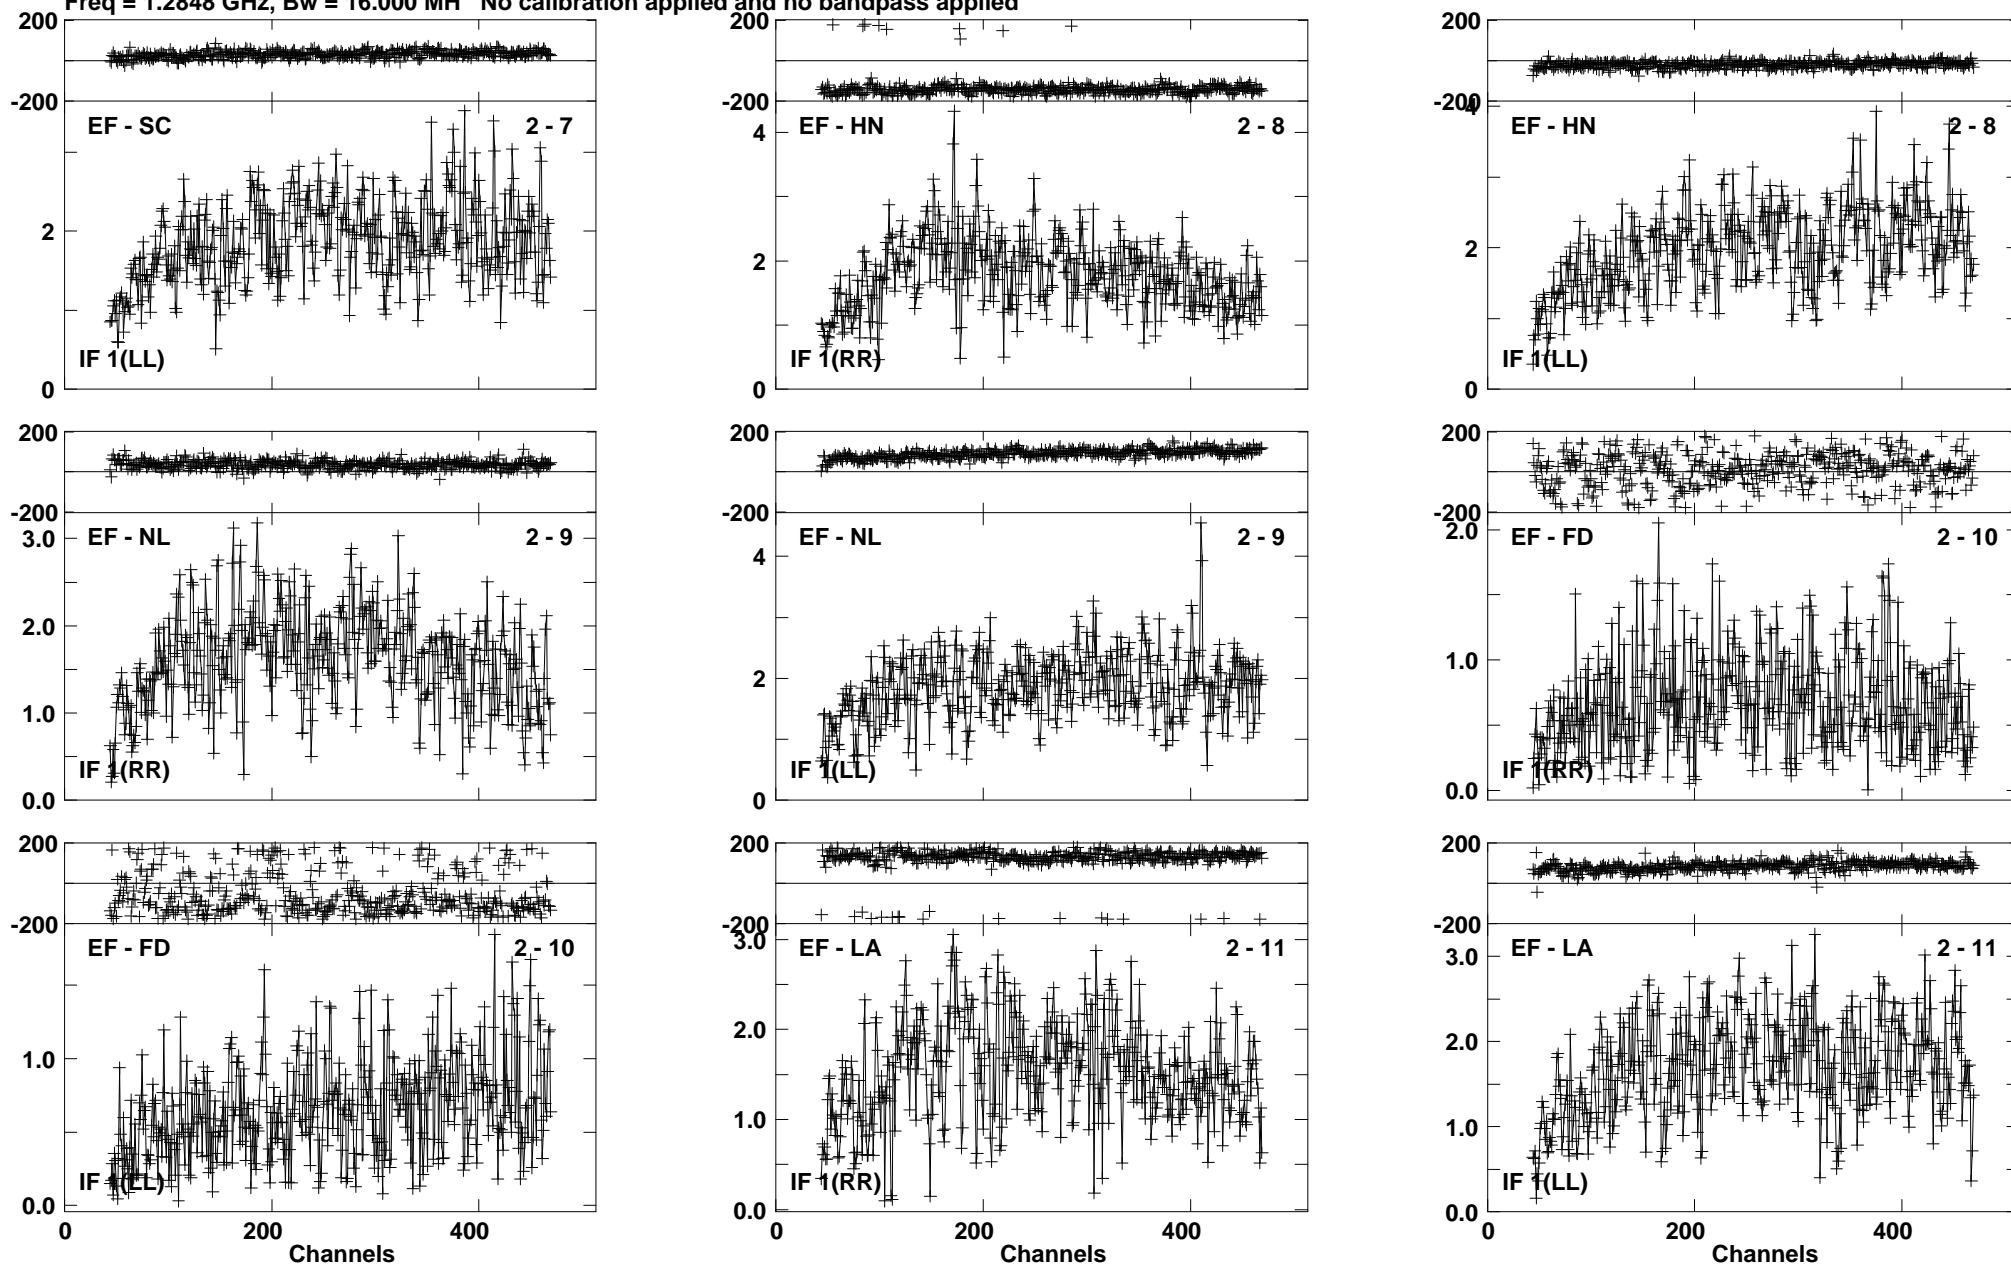 Freq = 1.2848 GHz, Bw = 16.000 MH No calibration applied and no bandpass applied
200
-200
EF - SC 2 - 7
2
IF 1(LL)
0
200
-200
EF - HN 2 - 8
4
2
IF 1(RR)
0
200
-200
4
EF - HN 2 - 8
2
IF 1(LL)
0
200
-200
EF - NL 2 - 9
3.0
2.0
1.0
IF 1(RR)
0.0
200
-200
EF - NL 2 - 9
4
2
IF 1(LL)
0
200
-200
2.0
EF - FD 2 - 10
1.0
IF 1(RR)
0.0
200
-200
EF - FD 2 - 10
1.0
IF 1(LL)
0.0
0 200 400
Channels
200
-200
3.0
EF - LA 2 - 11
2.0
1.0
IF 1(RR)
0.0
0 200 400
Channels
200
-200
EF - LA 2 - 11
3.0
2.0
1.0
IF 1(LL)
0.0
0 200 400
Channels